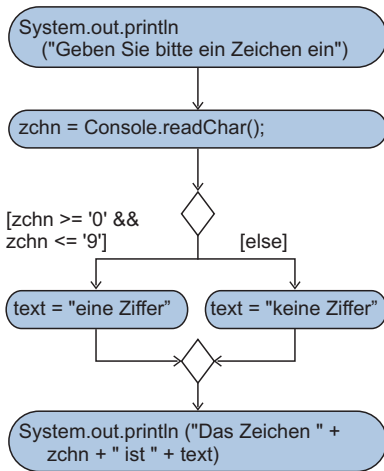 System.out.println
("Geben Sie bitte ein Zeichen ein")
zchn = Console.readChar();
[zchn >= '0' &&
zchn <= '9']
[else]
text = "eine Ziffer”
text = "keine Ziffer”
System.out.println ("Das Zeichen " +
zchn + " ist " + text)